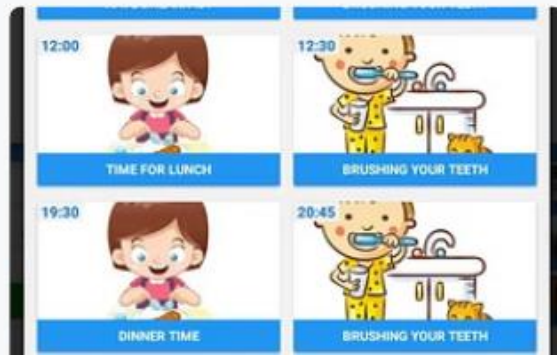 12:00
12:30
TIME FOR LUNCH
BRUSHING YOUR TEETH
19:30
20:45
DINNER TIME
BRUSHING YOUR TEETH